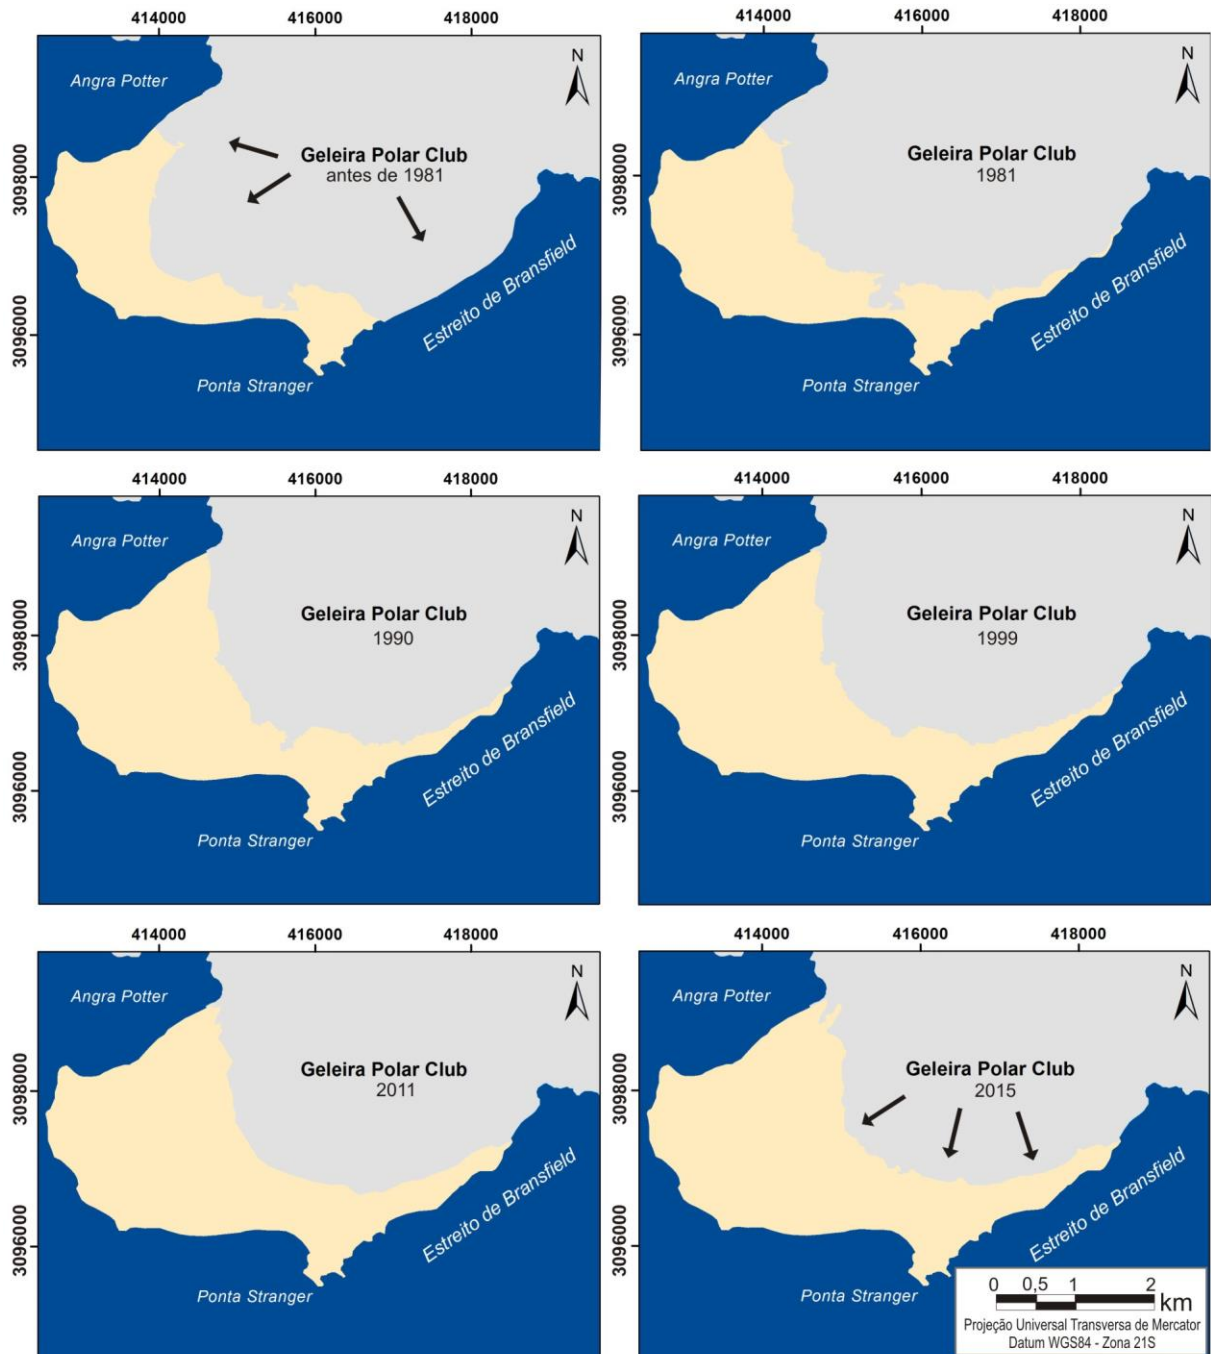 414000 416000 418000
Angra Potter
N
Geleira Polar Club
antes de 1981
3098000
3096000
Estreito de Bransfield
Ponta Stranger
414000 416000 418000
Angra Potter
N
Geleira Polar Club
1981
3098000
3096000
Estreito de Bransfield
Ponta Stranger
414000 416000 418000
Angra Potter
N
Geleira Polar Club
1990
3098000
3096000
Estreito de Bransfield
Ponta Stranger
414000 416000 418000
Angra Potter
N
Geleira Polar Club
1999
3098000
3096000
Estreito de Bransfield
Ponta Stranger
414000 416000 418000
Angra Potter
N
Geleira Polar Club
2011
3098000
3096000
Estreito de Bransfield
Ponta Stranger
414000 416000 418000
Angra Potter
N
Geleira Polar Club
2015
3098000
3096000
Estreito de Bransfield
Ponta Stranger
0 0,5 1 2
km
Projeção Universal Transversa de Mercator
Datum WGS84 - Zona 21S